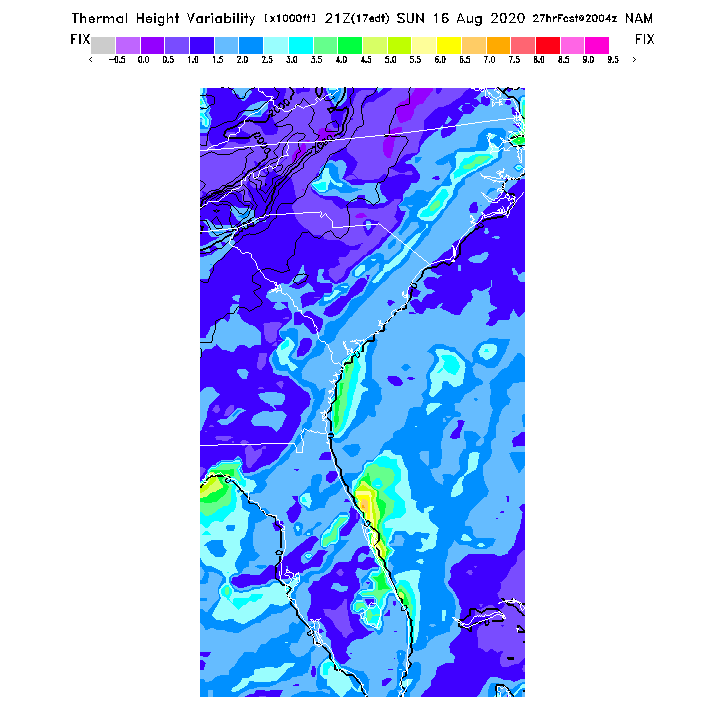 Thermal Height Variability [x1000ft] 21Z(17edt) SUN 16 Aug 2020 27hrFcst@2004z NAM
FIX FIX
< -0.5 0.0 0.5 1.0 1.5 2.0 2.5 3.0 3.5 4.0 4.5 5.0 5.5 6.0 6.5 7.0 7.5 8.0 8.5 9.0 9.5 >
2000